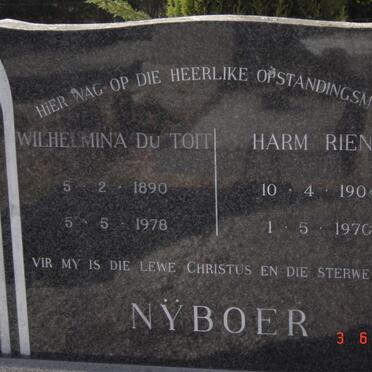 HIER WAG OP DIE HEERLIKE OPSTANDINGSM
WILHELMINA DU TOIT
5 · 2 · 1890
5 · 5 · 1978
HARM RIEN
10 · 4 · 190
1 · 5 · 1970
VIR MY IS DIE LEWE CHRISTUS EN DIE STERWE
NŸBOER
3 6